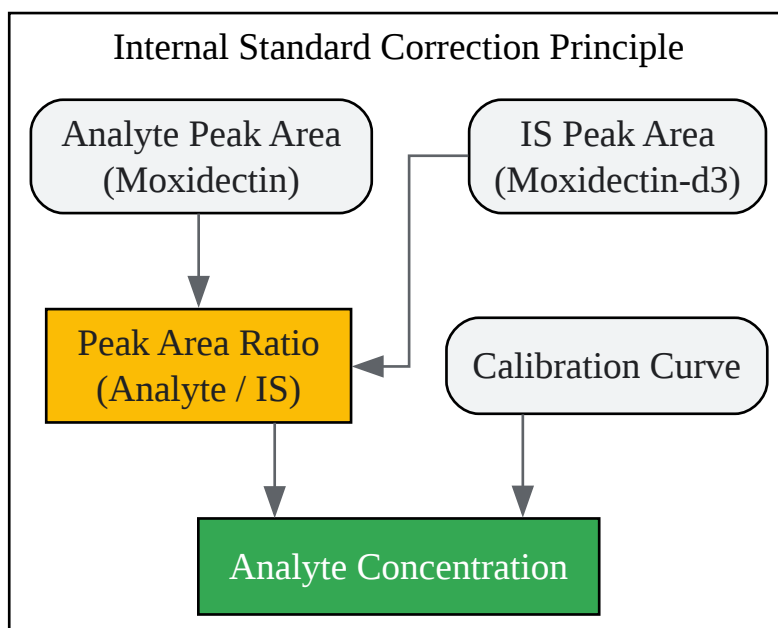 Internal Standard Correction Principle
Analyte Peak Area
(Moxidectin)
IS Peak Area
(Moxidectin-d3)
Peak Area Ratio
(Analyte / IS)
Calibration Curve
Analyte Concentration